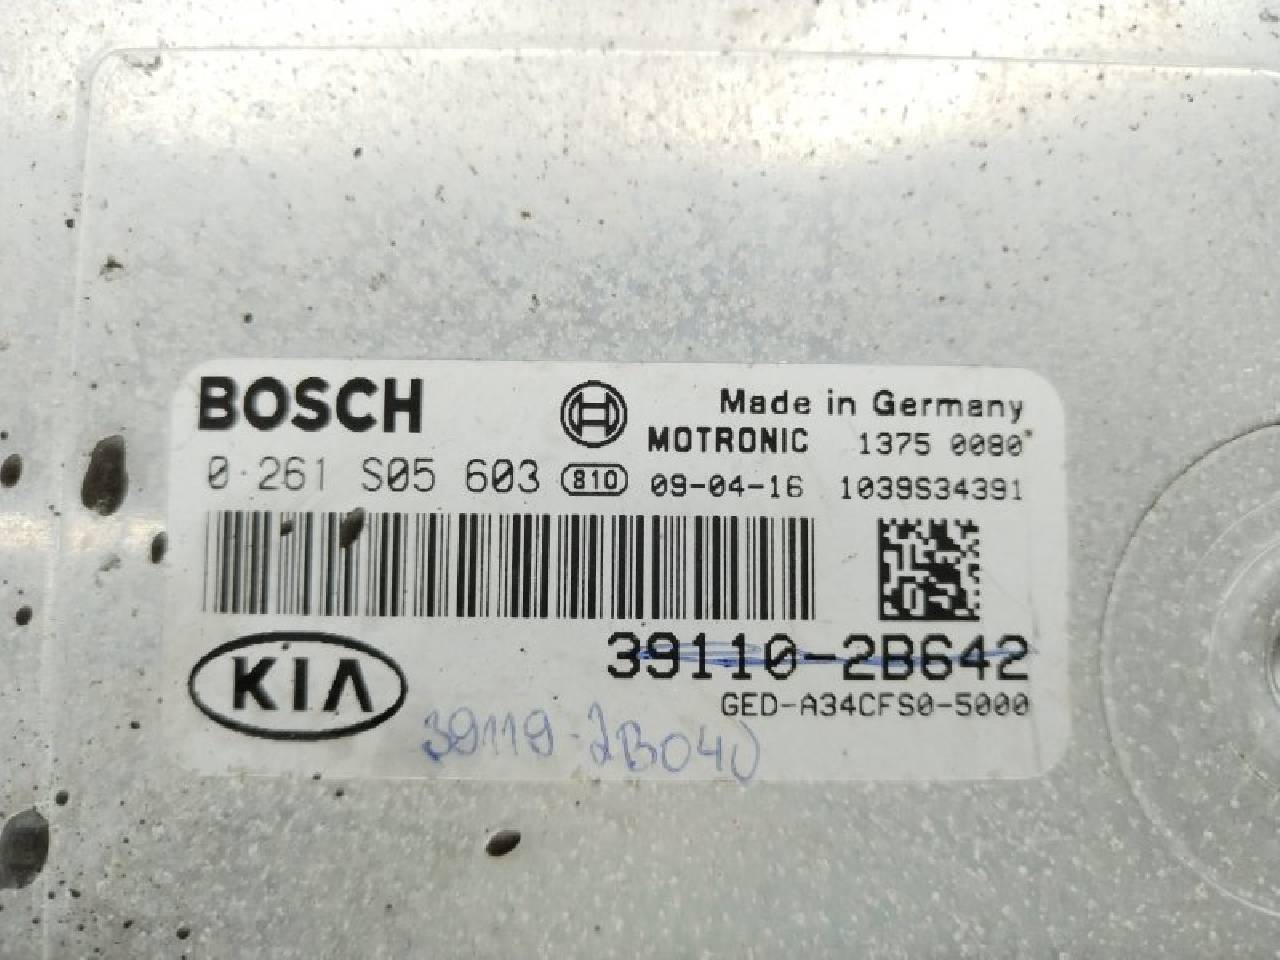 BOSCH
Made in Germany
MOTRONIC 1375 0080*
0 261 S05 603 810 09-04-16 1039S34391
39110-2B642
KIA
GED-A34CFS0-5000
39119-2B040